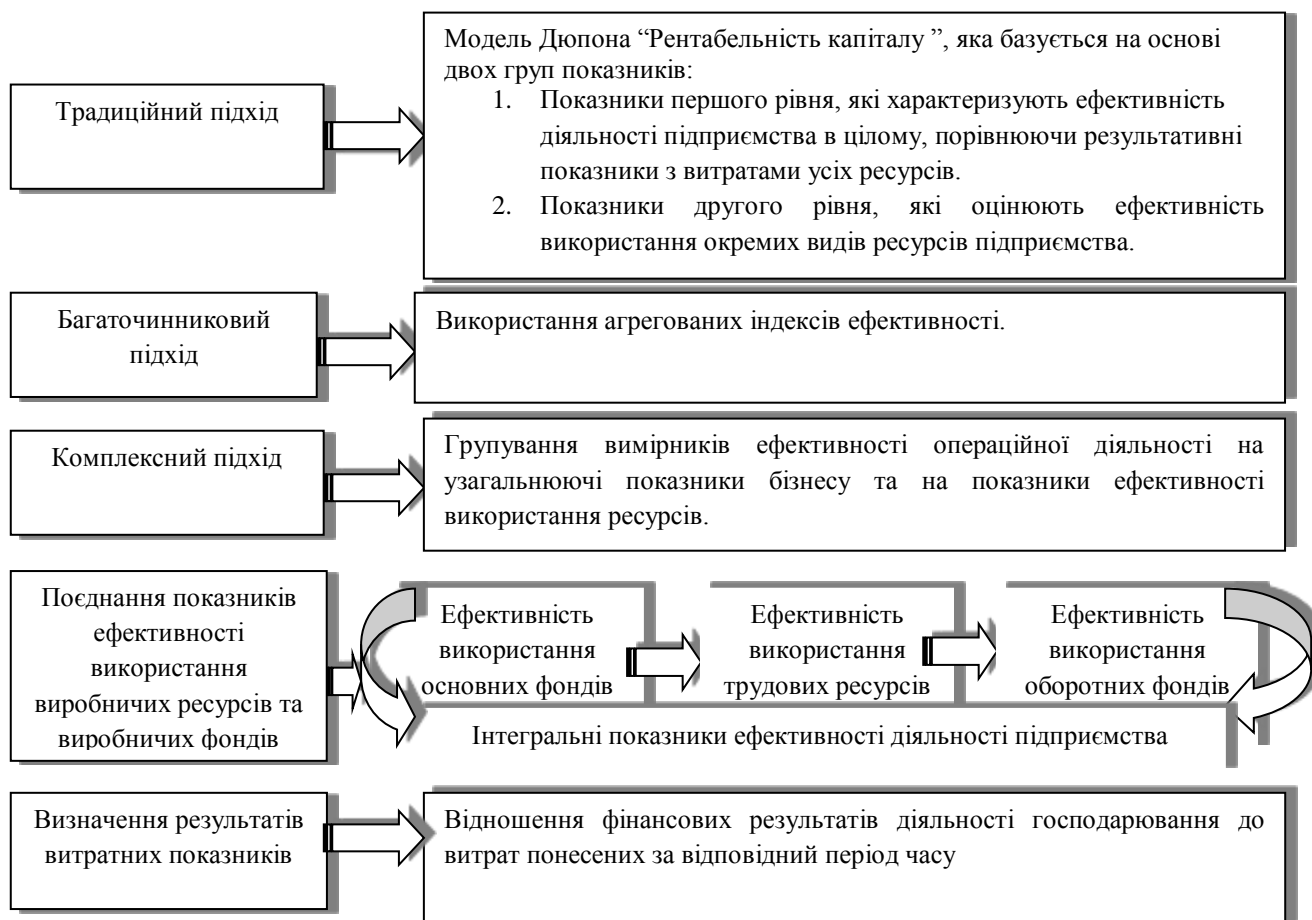 Традиційний підхід
Модель Дюпона “Рентабельність капіталу ”, яка базується на основі
двох груп показників:
1. Показники першого рівня, які характеризують ефективність
діяльності підприємства в цілому, порівнюючи результативні
показники з витратами усіх ресурсів.
2. Показники другого рівня, які оцінюють ефективність
використання окремих видів ресурсів підприємства.
Багаточинниковий
підхід
Використання агрегованих індексів ефективності.
Комплексний підхід
Групування вимірників ефективності операційної діяльності на
узагальнюючі показники бізнесу та на показники ефективності
використання ресурсів.
Поєднання показників
ефективності
використання
виробничих ресурсів та
виробничих фондів
Ефективність
використання
основних фондів
Ефективність
використання
трудових ресурсів
Ефективність
використання
оборотних фондів
Інтегральні показники ефективності діяльності підприємства
Визначення результатів
витратних показників
Відношення фінансових результатів діяльності господарювання до
витрат понесених за відповідний період часу